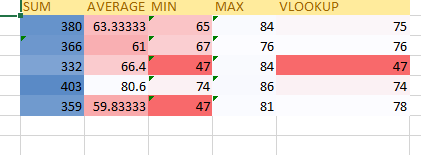 SUM AVERAGE MIN MAX VLOOKUP
380 63.33333 65 84 75
366 61 67 76 76
332 66.4 47 84 47
403 80.6 74 86 74
359 59.83333 47 81 78